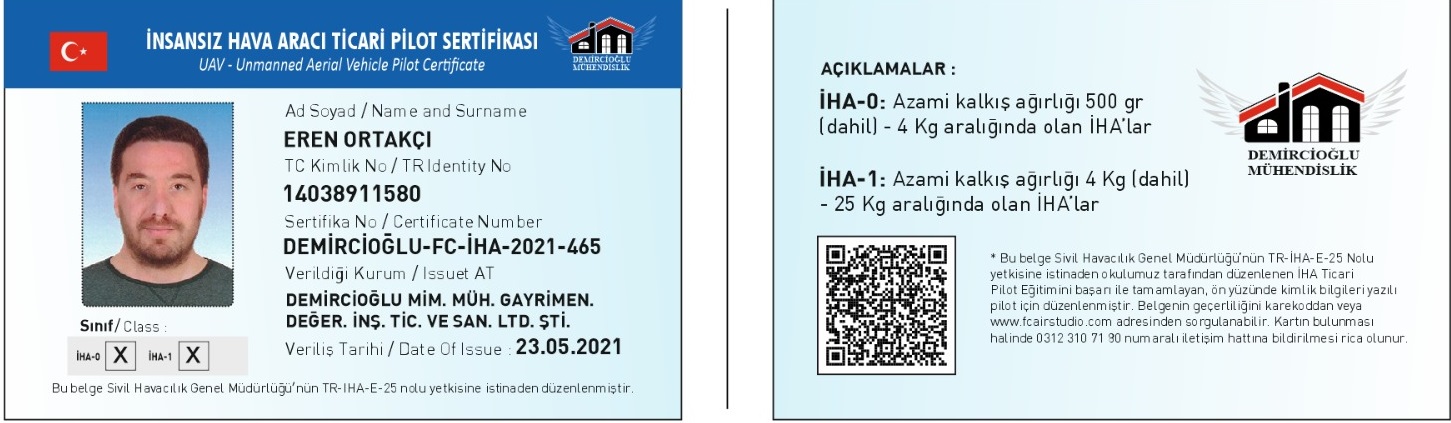 İNSANSIZ HAVA ARACI TİCARİ PİLOT SERTİFİKASI
UAV - Unmanned Aerial Vehicle Pilot Certificate
dm
DEMİRCİOĞLU
MÜHENDİSLİK
Ad Soyad / Name and Surname
EREN ORTAKÇI
TC Kimlik No / TR Identity No
14038911580
Sertifika No / Certificate Number
DEMİRCİOĞLU-FC-İHA-2021-465
Verildiği Kurum / Issuet AT
DEMİRCİOĞLU MİM. MÜH. GAYRİMEN.
DEĞER. İNŞ. TİC. VE SAN. LTD. ŞTİ.
Veriliş Tarihi / Date Of Issue : 23.05.2021
Sınıf/ Class :
İHA-0 X İHA-1 X
Bu belge Sivil Havacılık Genel Müdürlüğü'nün TR-IHA-E-25 nolu yetkisine istinaden düzenlenmiştir.
AÇIKLAMALAR :
İHA-0: Azami kalkış ağırlığı 500 gr
(dahil) - 4 Kg aralığında olan İHA'lar
İHA-1: Azami kalkış ağırlığı 4 Kg (dahil)
- 25 Kg aralığında olan İHA'lar
dm
DEMİRCİOĞLU
MÜHENDİSLİK
* Bu belge Sivil Havacılık Genel Müdürlüğü'nün TR-İHA-E-25 Nolu
yetkisine istinaden okulumuz tarafından düzenlenen İHA Ticari
Pilot Eğitimini başarı ile tamamlayan, ön yüzünde kimlik bilgileri yazılı
pilot için düzenlenmiştir. Belgenin geçerliliğini karekoddan veya
www.fcairstudio.com adresinden sorgulanabilir. Kartın bulunması
halinde 0312 310 71 90 numaralı iletişim hattına bildirilmesi rica olunur.